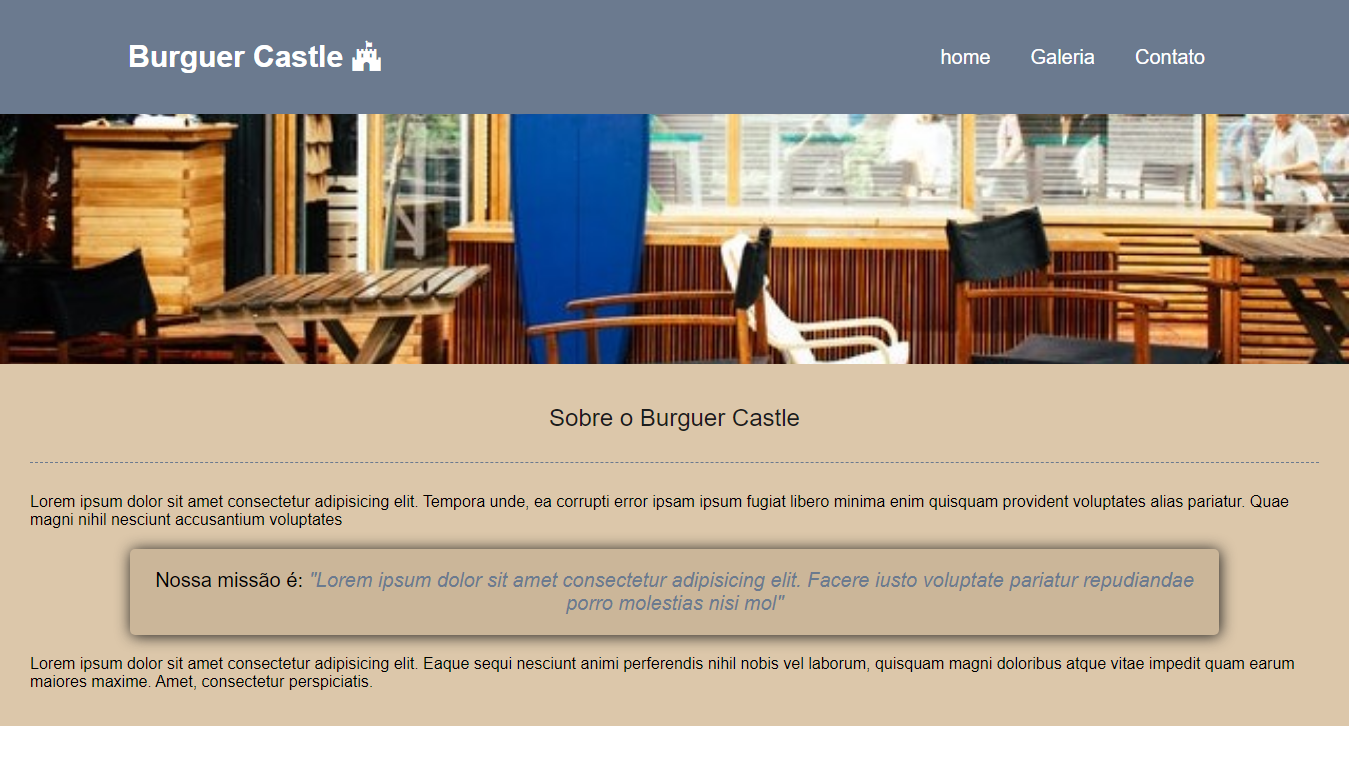 Burguer Castle
home Galeria Contato
Sobre o Burguer Castle
Lorem ipsum dolor sit amet consectetur adipisicing elit. Tempora unde, ea corrupti error ipsam ipsum fugiat libero minima enim quisquam provident voluptates alias pariatur. Quae
magni nihil nesciunt accusantium voluptates
Nossa missão é: "Lorem ipsum dolor sit amet consectetur adipisicing elit. Facere iusto voluptate pariatur repudiandae
porro molestias nisi mol"
Lorem ipsum dolor sit amet consectetur adipisicing elit. Eaque sequi nesciunt animi perferendis nihil nobis vel laborum, quisquam magni doloribus atque vitae impedit quam earum
maiores maxime. Amet, consectetur perspiciatis.